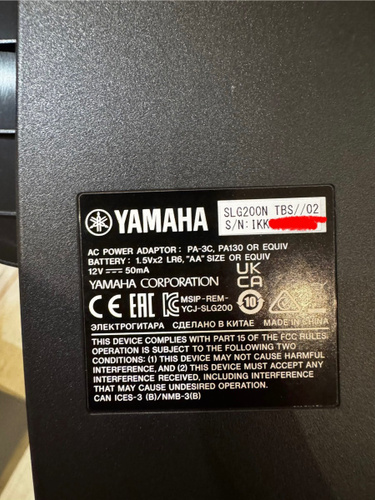 SLG200N TBS//02
S/N: IKK
YAMAHA
AC POWER ADAPTOR : PA-3C, PA130 OR EQUIV
BATTERY : 1.5Vx2 LR6, "AA" SIZE OR EQUIV
12V ⎓ 50mA
YAMAHA CORPORATION
UK
CA
CE EAC MSIP-REM-
YCJ-SLG200
10
ЭЛЕКТРОГИТАРА СДЕЛАНО В КИТАЕ MADE IN CHINA
THIS DEVICE COMPLIES WITH PART 15 OF THE FCC RULES
OPERATION IS SUBJECT TO THE FOLLOWING TWO
CONDITIONS: (1) THIS DEVICE MAY NOT CAUSE HARMFUL
INTERFERENCE, AND (2) THIS DEVICE MUST ACCEPT ANY
INTERFERENCE RECEIVED, INCLUDING INTERFERENCE
THAT MAY CAUSE UNDESIRED OPERATION.
CAN ICES-3 (B)/NMB-3(B)